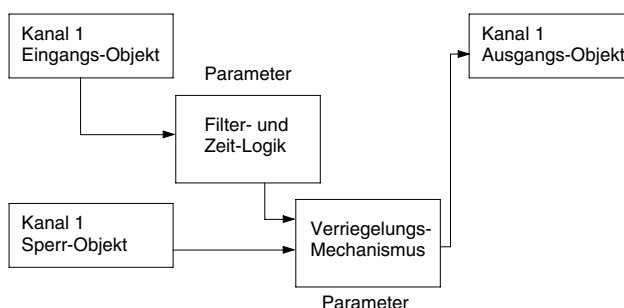 Kanal 1
Eingangs-Objekt
Kanal 1
Ausgangs-Objekt
Parameter
Filter- und
Zeit-Logik
Kanal 1
Sperr-Objekt
Verriegelungs-
Mechanismus
Parameter